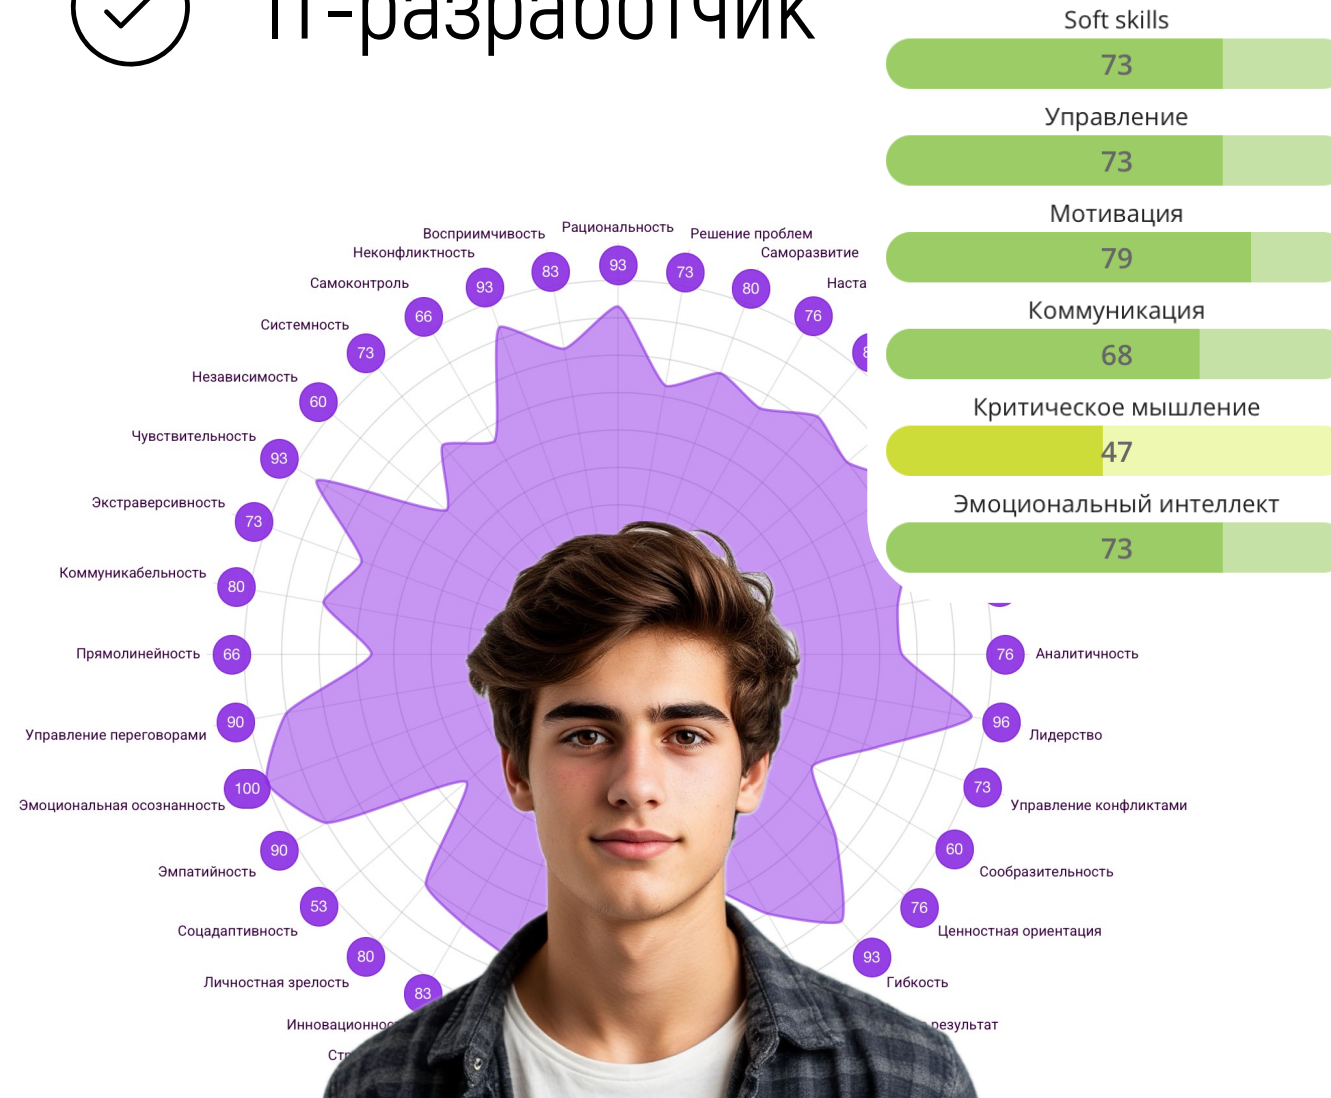 IT-разработчик
Soft skills
73
Управление
73
Мотивация
79
Коммуникация
68
Критическое мышление
47
Эмоциональный интеллект
73
Рациональность
93
Решение проблем
73
Саморазвитие
80
76
Аналитичность
76
Лидерство
96
Управление конфликтами
73
Сообразительность
60
Ценностная ориентация
76
Гибкость
93
результат
83
Личностная зрелость
80
Соцадаптивность
53
Эмпатийность
90
Эмоциональная осознанность
100
Управление переговорами
90
Прямолинейность
66
Коммуникабельность
80
Экстраверсивность
73
Чувствительность
93
Независимость
60
Системность
73
Самоконтроль
66
Неконфликтность
93
Восприимчивость
83